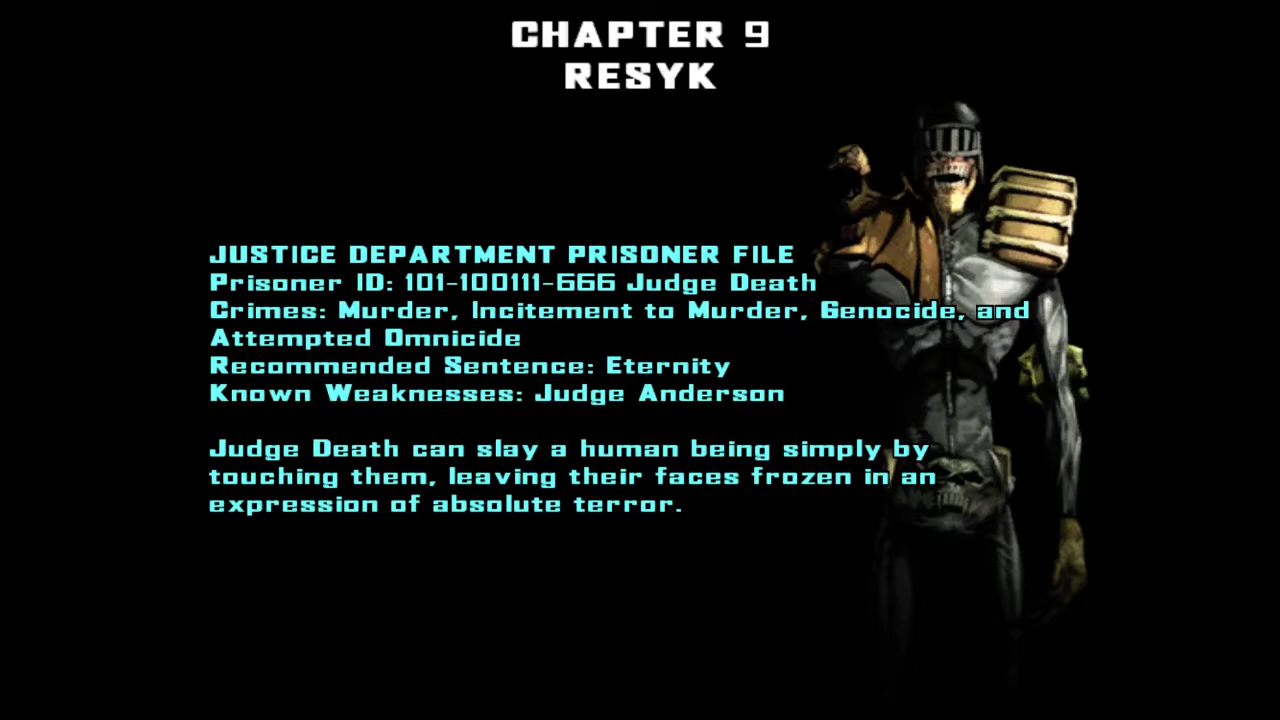 CHAPTER 9
RESYK
JUSTICE DEPARTMENT PRISONER FILE
Prisoner ID: 101-100111-666 Judge Death
Crimes: Murder, Incitement to Murder, Genocide, and
Attempted Omnicide
Recommended Sentence: Eternity
Known Weaknesses: Judge Anderson
Judge Death can slay a human being simply by
touching them, leaving their faces frozen in an
expression of absolute terror.